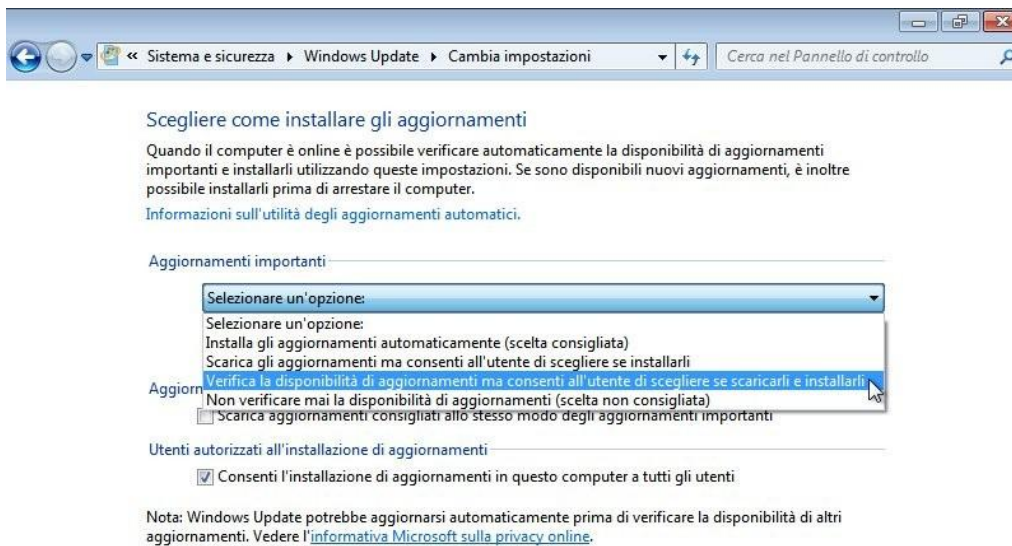 « Sistema e sicurezza ▸ Windows Update ▸ Cambia impostazioni
Cerca nel Pannello di controllo
Scegliere come installare gli aggiornamenti
Quando il computer è online è possibile verificare automaticamente la disponibilità di aggiornamenti
importanti e installarli utilizzando queste impostazioni. Se sono disponibili nuovi aggiornamenti, è inoltre
possibile installarli prima di arrestare il computer.
Informazioni sull'utilità degli aggiornamenti automatici.
Aggiornamenti importanti
Selezionare un'opzione:
Selezionare un'opzione:
Installa gli aggiornamenti automaticamente (scelta consigliata)
Scarica gli aggiornamenti ma consenti all'utente di scegliere se installarli
Verifica la disponibilità di aggiornamenti ma consenti all'utente di scegliere se scaricarli e installarli
Aggiorn
Non verificare mai la disponibilità di aggiornamenti (scelta non consigliata)
Scarica aggiornamenti consigliati allo stesso modo degli aggiornamenti importanti
Utenti autorizzati all'installazione di aggiornamenti
Consenti l'installazione di aggiornamenti in questo computer a tutti gli utenti
Nota: Windows Update potrebbe aggiornarsi automaticamente prima di verificare la disponibilità di altri
aggiornamenti. Vedere l'informativa Microsoft sulla privacy online.